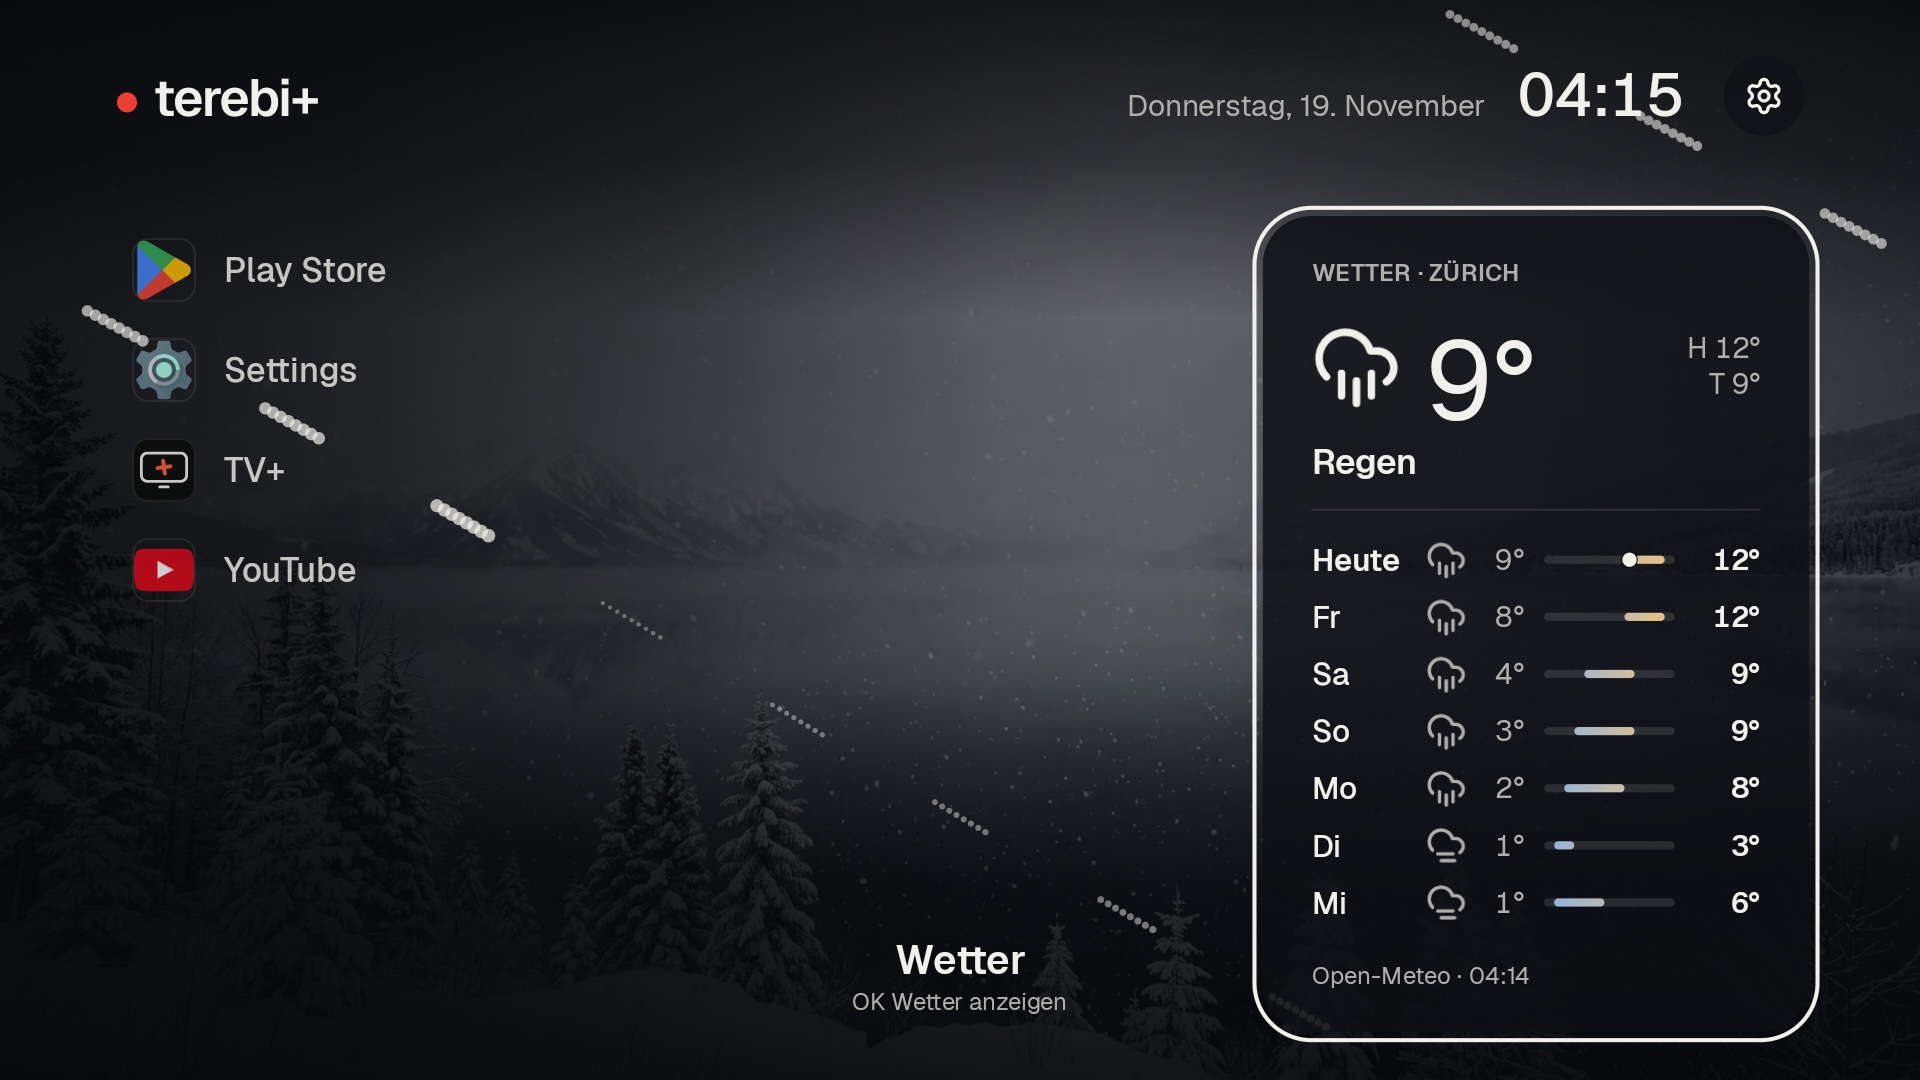 terebi+
Donnerstag, 19. November
04:15
Play Store
Settings
TV+
YouTube
WETTER · ZÜRICH
9°
H 12°
T 9°
Regen
Heute 9° 12°
Fr 8° 12°
Sa 4° 9°
So 3° 9°
Mo 2° 8°
Di 1° 3°
Mi 1° 6°
Open-Meteo · 04:14
Wetter
OK Wetter anzeigen